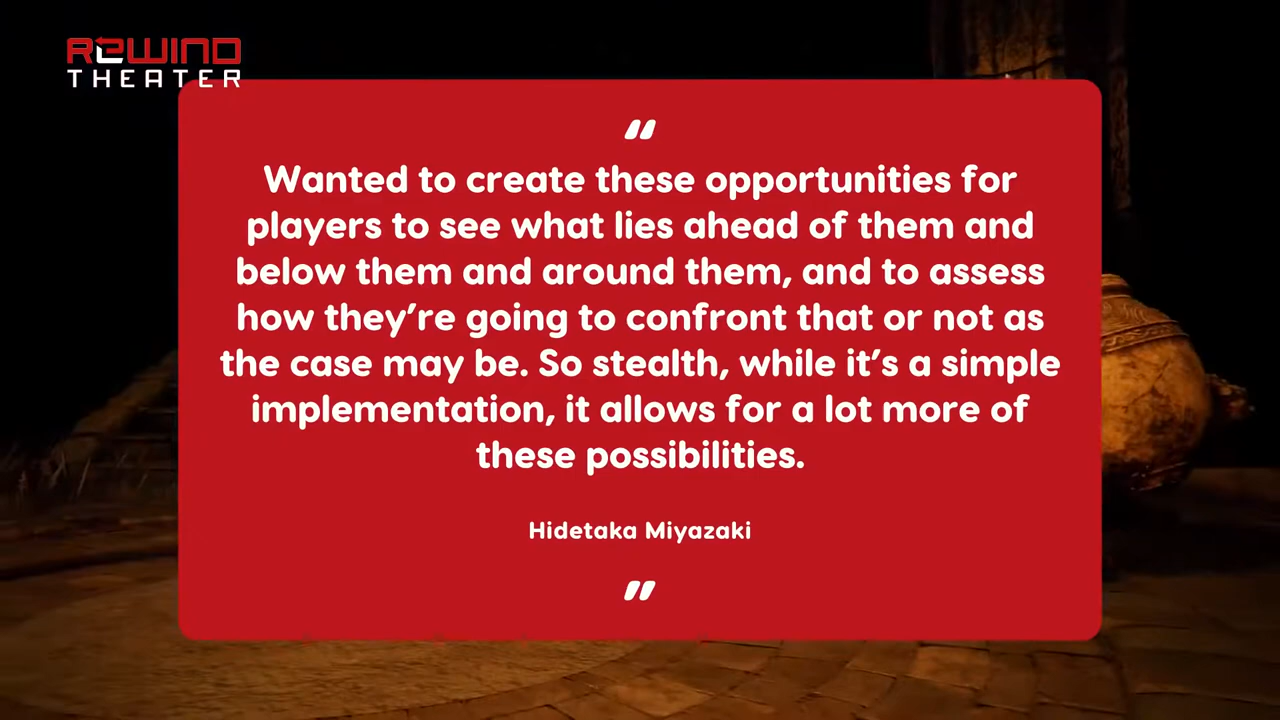 REWIND
THEATER
"
Wanted to create these opportunities for
players to see what lies ahead of them and
below them and around them, and to assess
how they’re going to confront that or not as
the case may be. So stealth, while it’s a simple
implementation, it allows for a lot more of
these possibilities.
Hidetaka Miyazaki
"